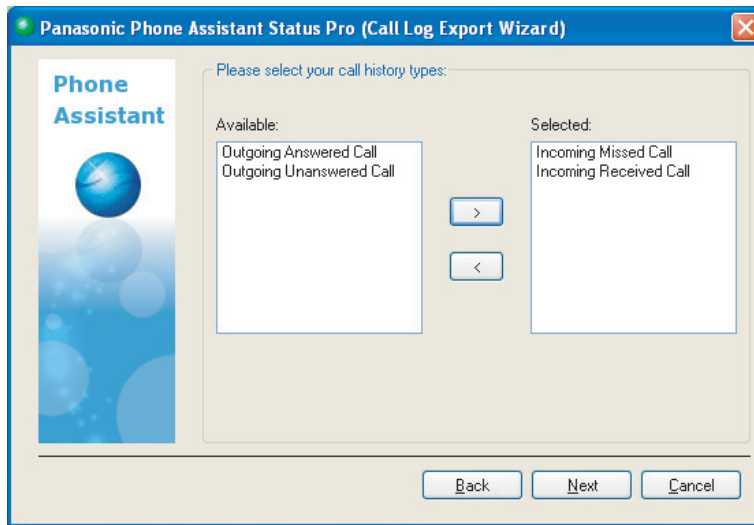 Panasonic Phone Assistant Status Pro (Call Log Export Wizard)
Phone
Assistant
Please select your call history types:
Available:
Outgoing Answered Call
Outgoing Unanswered Call
>
<
Selected:
Incoming Missed Call
Incoming Received Call
Back
Next
Cancel